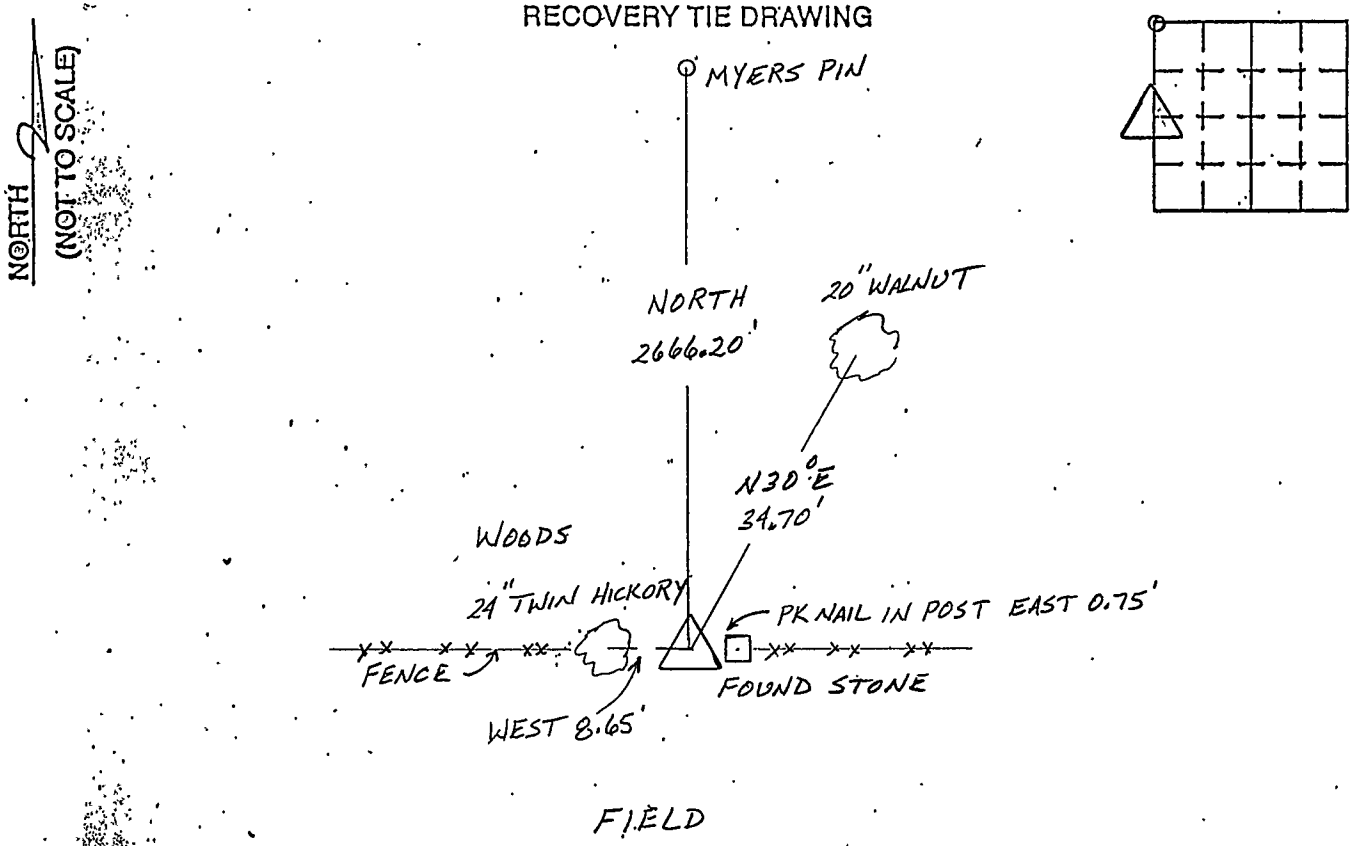 RECOVERY TIE DRAWING
NORTH
(NOT TO SCALE)
MYERS PIN
NORTH
2666.20'
20" WALNUT
N30°E
34.70'
WOODS
24" TWIN HICKORY
PK NAIL IN POST EAST 0.75'
FENCE
FOUND STONE
WEST 8.65'
FIELD